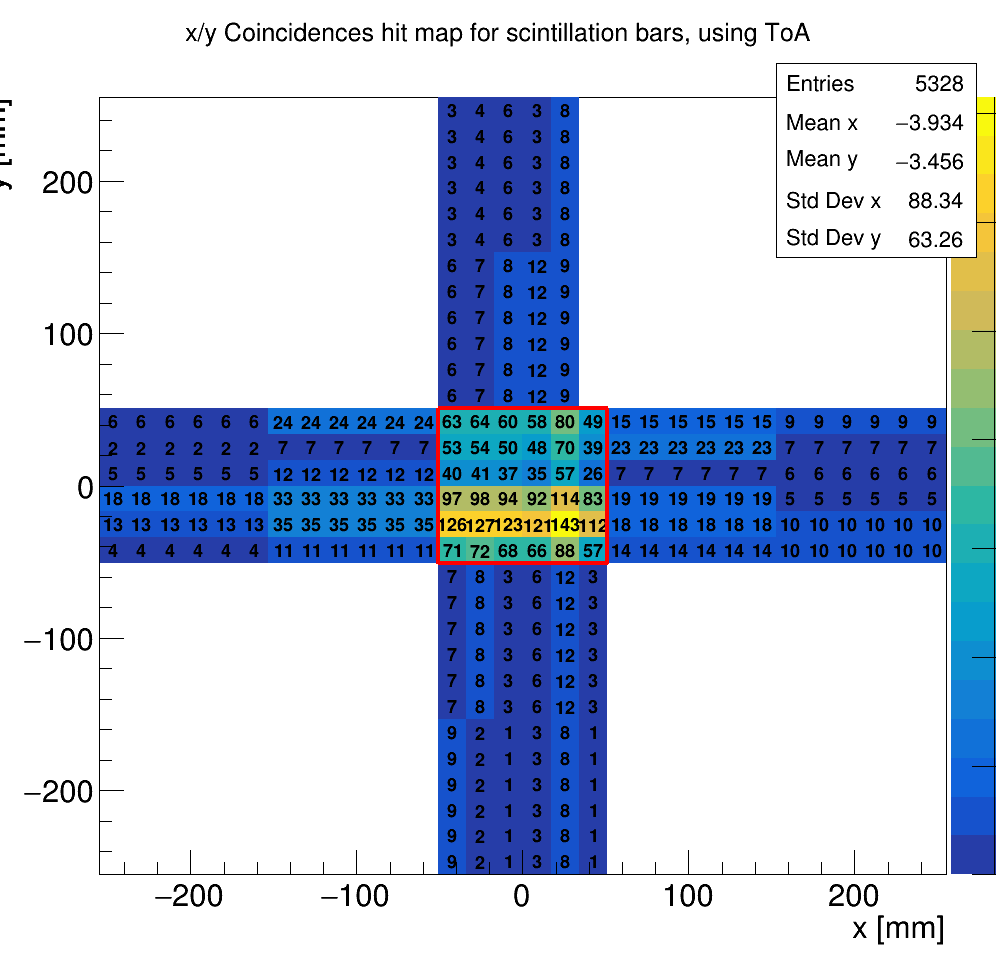 x/y Coincidences hit map for scintillation bars, using ToA
Entries 5328
Mean x −3.934
Mean y −3.456
Std Dev x 88.34
Std Dev y 63.26
y [mm]
200
100
0
−100
−200
3 4 6 3 8
3 4 6 3 8
3 4 6 3 8
3 4 6 3 8
3 4 6 3 8
3 4 6 3 8
6 7 8 12 9
6 7 8 12 9
6 7 8 12 9
6 7 8 12 9
6 7 8 12 9
6 7 8 12 9
6 6 6 6 6 6 24 24 24 24 24 24 63 64 60 58 80 49 15 15 15 15 15 15 9 9 9 9 9 9
2 2 2 2 2 2 7 7 7 7 7 7 53 54 50 48 70 39 23 23 23 23 23 23 7 7 7 7 7 7
5 5 5 5 5 5 12 12 12 12 12 12 40 41 37 35 57 26 7 7 7 7 7 7 6 6 6 6 6 6
18 18 18 18 18 18 33 33 33 33 33 33 97 98 94 92 114 83 19 19 19 19 19 19 5 5 5 5 5 5
13 13 13 13 13 13 35 35 35 35 35 35 126 127 123 121 143 112 18 18 18 18 18 18 10 10 10 10 10 10
4 4 4 4 4 4 11 11 11 11 11 11 71 72 68 66 88 57 14 14 14 14 14 14 10 10 10 10 10 10
7 8 3 6 12 3
7 8 3 6 12 3
7 8 3 6 12 3
7 8 3 6 12 3
7 8 3 6 12 3
7 8 3 6 12 3
9 2 1 3 8 1
9 2 1 3 8 1
9 2 1 3 8 1
9 2 1 3 8 1
9 2 1 3 8 1
9 2 1 3 8 1
−200 −100 0 100 200
x [mm]